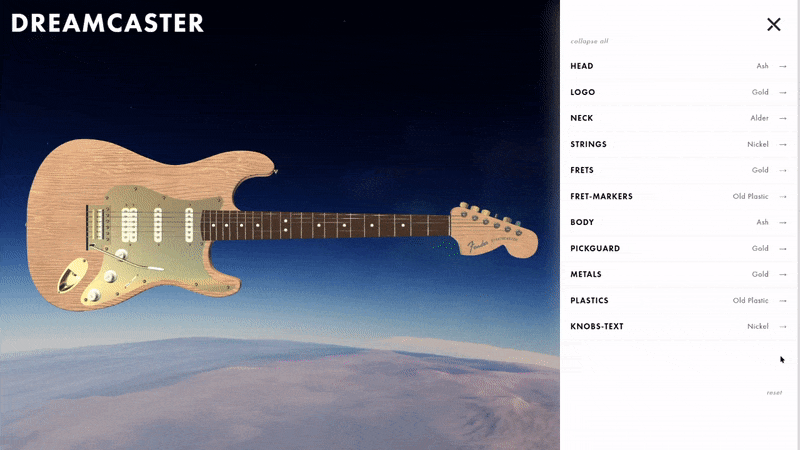 DREAMCASTER
collapse all
HEAD Ash →
LOGO Gold →
NECK Alder →
STRINGS Nickel →
FRETS Gold →
FRET-MARKERS Old Plastic →
BODY Ash →
PICKGUARD Gold →
METALS Gold →
PLASTICS Old Plastic →
KNOBS-TEXT Nickel →
reset
Fender